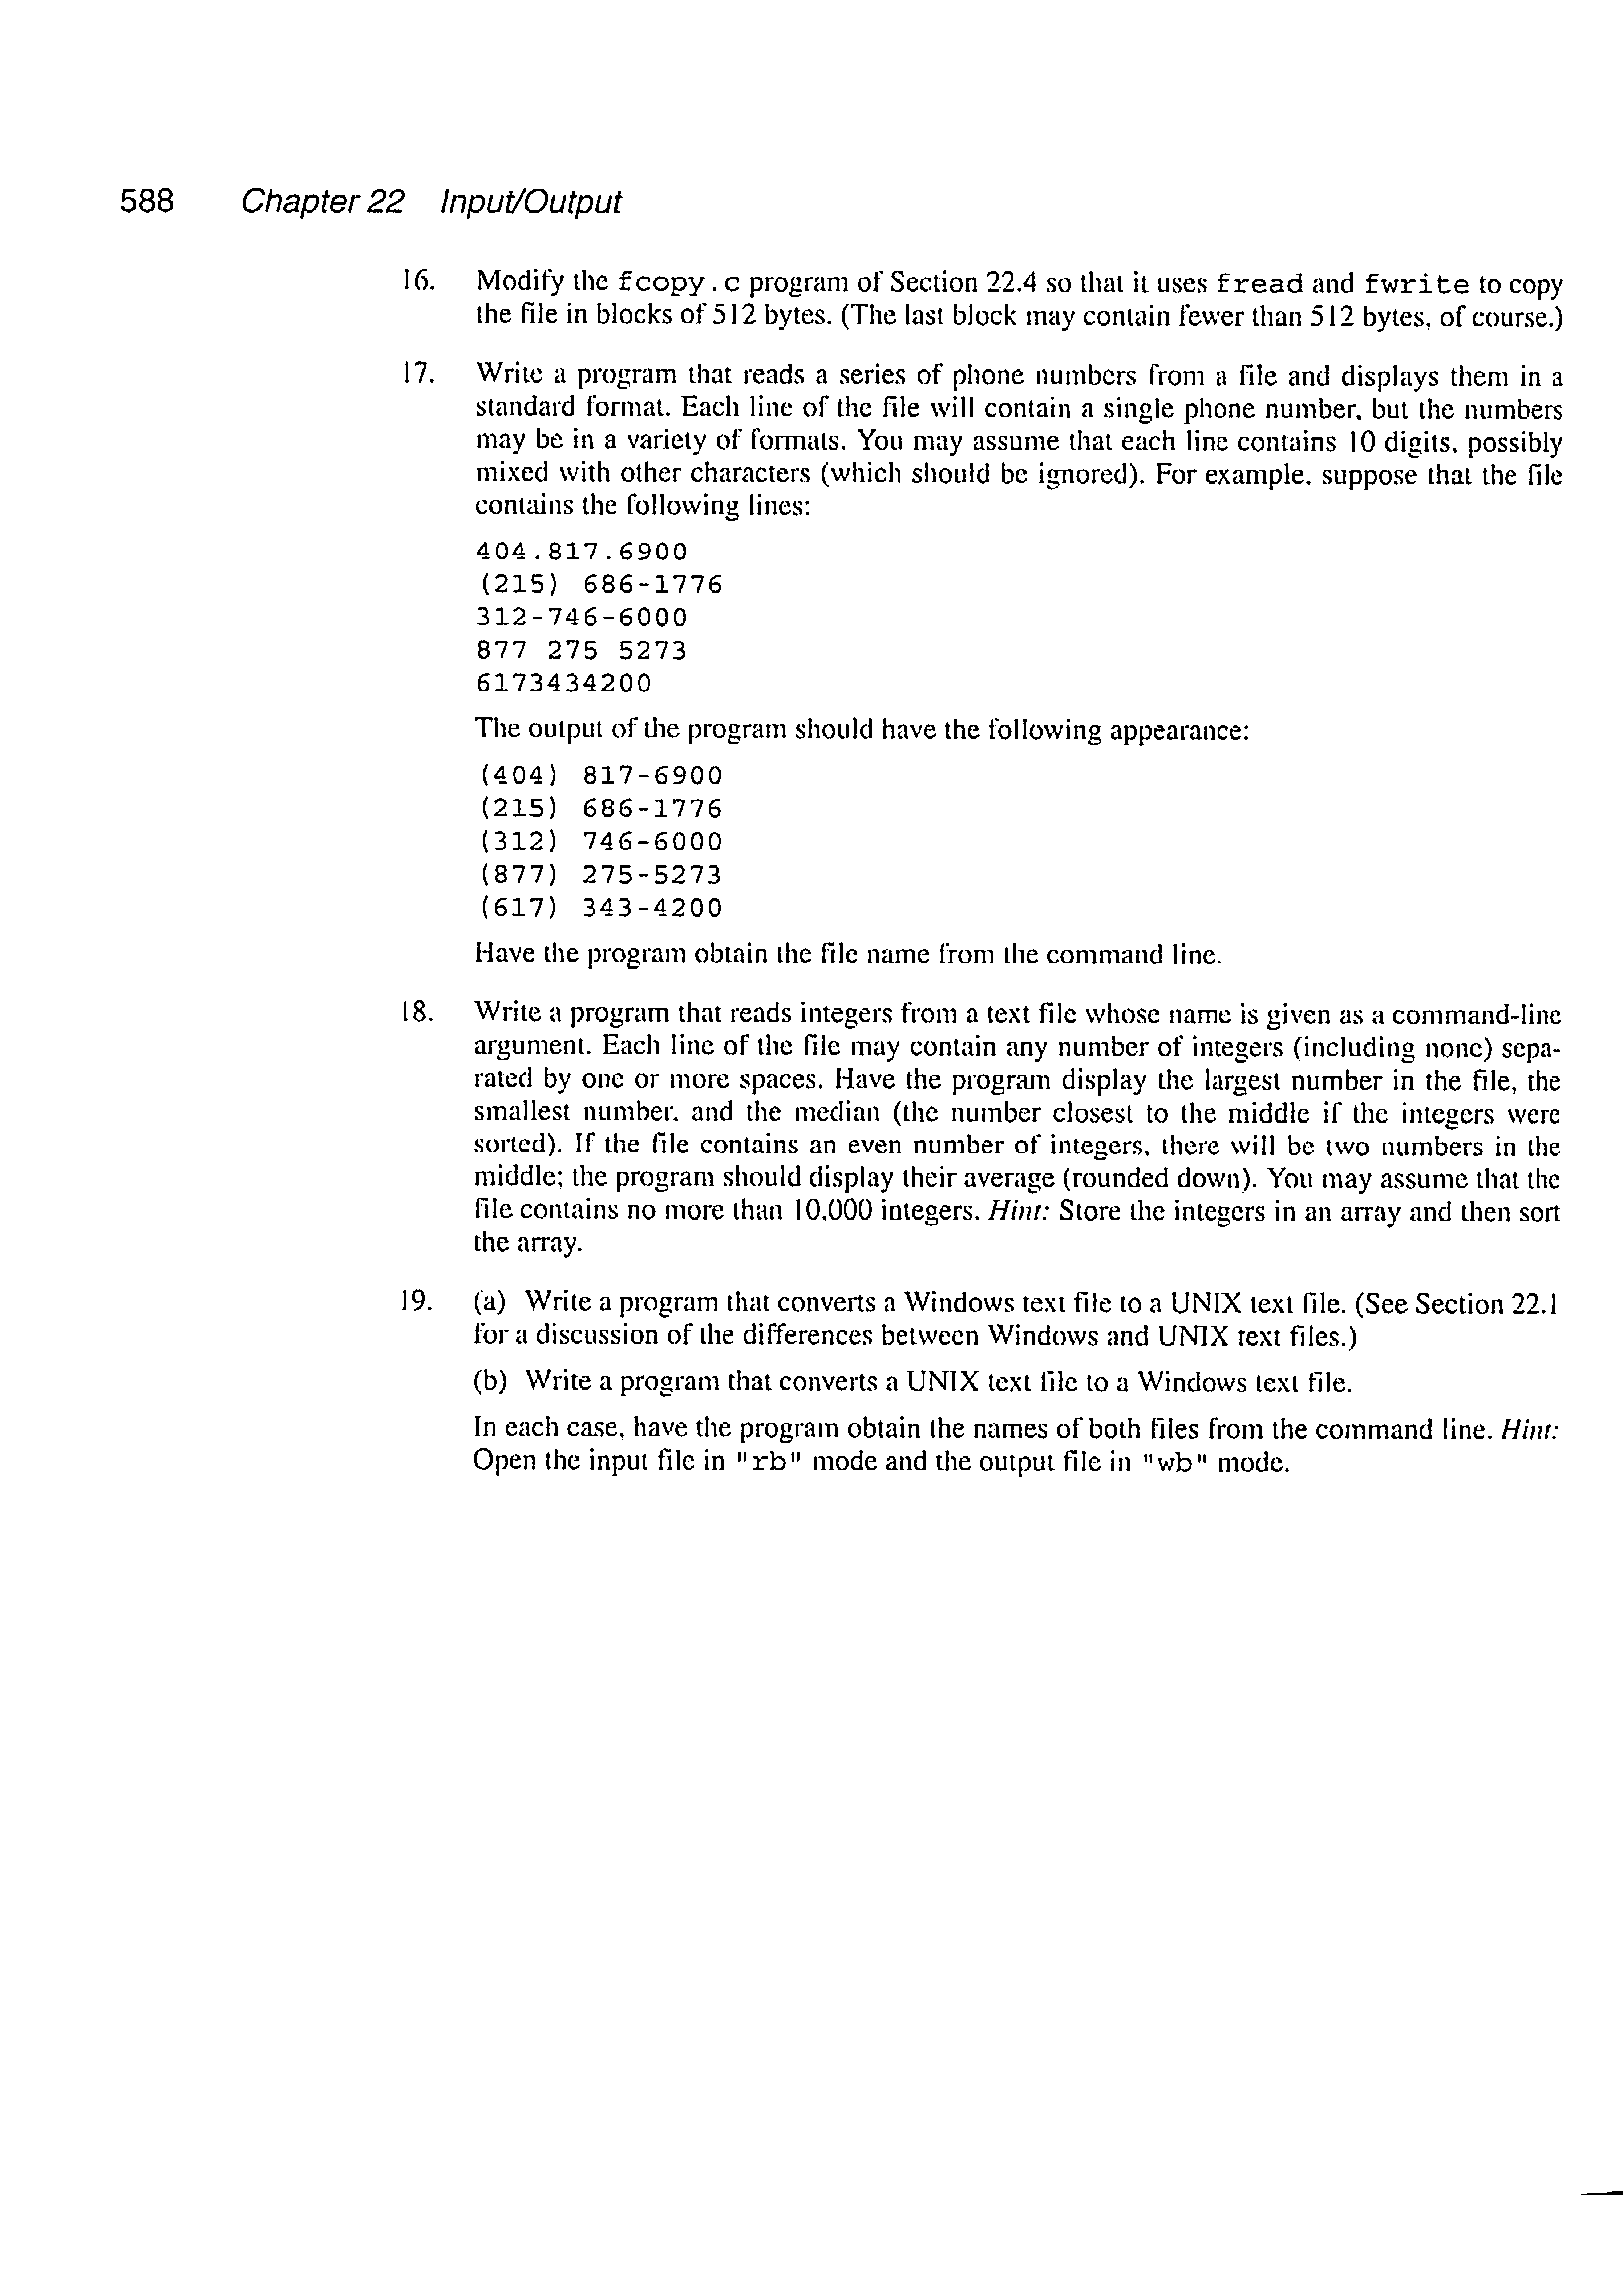 588 Chapter 22 Input/Output
16. Modify the fcopy.c program of Section 22.4 so that it uses fread and fwrite to copy
the file in blocks of 512 bytes. (The last block may contain fewer than 512 bytes, of course.)
17. Write a program that reads a series of phone numbers from a file and displays them in a
standard format. Each line of the file will contain a single phone number, but the numbers
may be in a variety of formats. You may assume that each line contains 10 digits, possibly
mixed with other characters (which should be ignored). For example, suppose that the file
contains the following lines:
404.817.6900
(215) 686-1776
312-746-6000
877 275 5273
6173434200
The output of the program should have the following appearance:
(404) 817-6900
(215) 686-1776
(312) 746-6000
(877) 275-5273
(617) 343-4200
Have the program obtain the file name from the command line.
18. Write a program that reads integers from a text file whose name is given as a command-line
argument. Each line of the file may contain any number of integers (including none) sepa-
rated by one or more spaces. Have the program display the largest number in the file, the
smallest number, and the median (the number closest to the middle if the integers were
sorted). If the file contains an even number of integers, there will be two numbers in the
middle; the program should display their average (rounded down). You may assume that the
file contains no more than 10,000 integers. Hint: Store the integers in an array and then sort
the array.
19. (a) Write a program that converts a Windows text file to a UNIX text file. (See Section 22.1
for a discussion of the differences between Windows and UNIX text files.)
(b) Write a program that converts a UNIX text file to a Windows text file.
In each case, have the program obtain the names of both files from the command line. Hint:
Open the input file in "rb" mode and the output file in "wb" mode.